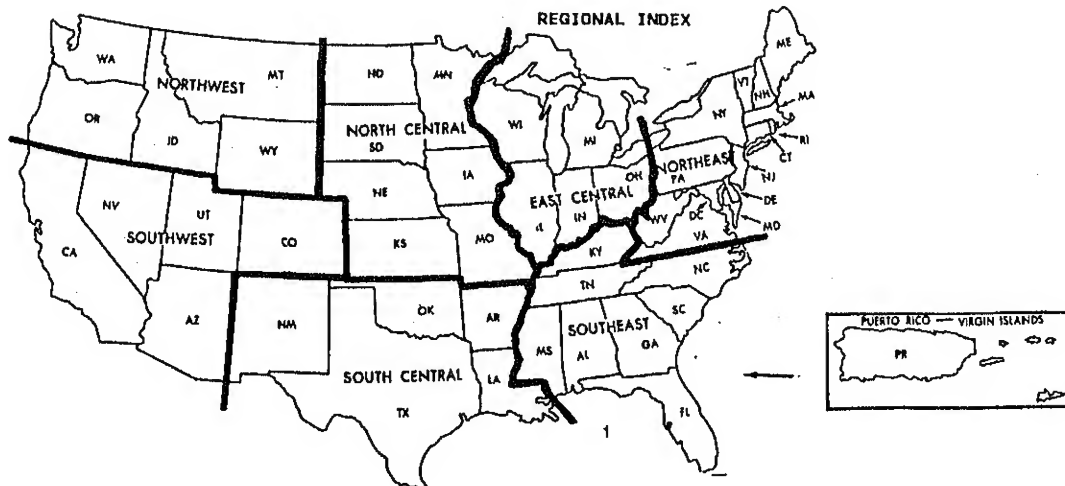 REGIONAL INDEX
WA
MT
NORTHWEST
OR
ID
WY
ND
MN
NORTH CENTRAL
SD
NE
IA
KS
MO
WI
MI
EAST CENTRAL
IL
IN
OH
ME
VT
NH
MA
NY
RI
CT
NORTHEAST
PA
NJ
DE
MD
DC
WV
VA
NV
UT
SOUTHWEST
CA
CO
AZ
NM
OK
AR
SOUTH CENTRAL
LA
TX
KY
TN
NC
SC
SOUTHEAST
MS
AL
GA
FL
1
PUERTO RICO — VIRGIN ISLANDS
PR